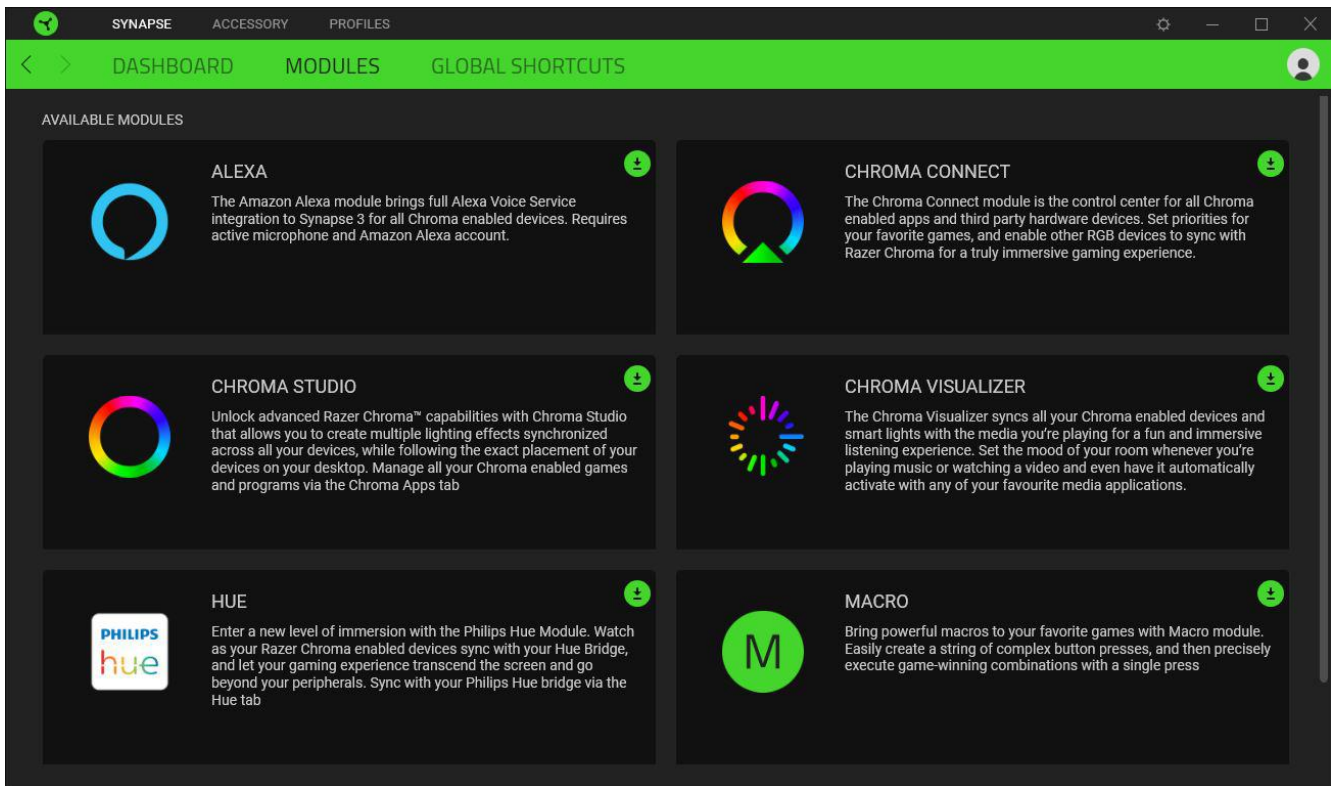 SYNAPSE ACCESSORY PROFILES
DASHBOARD MODULES GLOBAL SHORTCUTS
AVAILABLE MODULES
ALEXA
The Amazon Alexa module brings full Alexa Voice Service
integration to Synapse 3 for all Chroma enabled devices. Requires
active microphone and Amazon Alexa account.
CHROMA CONNECT
The Chroma Connect module is the control center for all Chroma
enabled apps and third party hardware devices. Set priorities for
your favorite games, and enable other RGB devices to sync with
Razer Chroma for a truly immersive gaming experience.
CHROMA STUDIO
Unlock advanced Razer Chroma™ capabilities with Chroma Studio
that allows you to create multiple lighting effects synchronized
across all your devices, while following the exact placement of your
devices on your desktop. Manage all your Chroma enabled games
and programs via the Chroma Apps tab
CHROMA VISUALIZER
The Chroma Visualizer syncs all your Chroma enabled devices and
smart lights with the media you're playing for a fun and immersive
listening experience. Set the mood of your room whenever you're
playing music or watching a video and even have it automatically
activate with any of your favourite media applications.
PHILIPS
hue
HUE
Enter a new level of immersion with the Philips Hue Module. Watch
as your Razer Chroma enabled devices sync with your Hue Bridge,
and let your gaming experience transcend the screen and go
beyond your peripherals. Sync with your Philips Hue bridge via the
Hue tab
M
MACRO
Bring powerful macros to your favorite games with Macro module.
Easily create a string of complex button presses, and then precisely
execute game-winning combinations with a single press